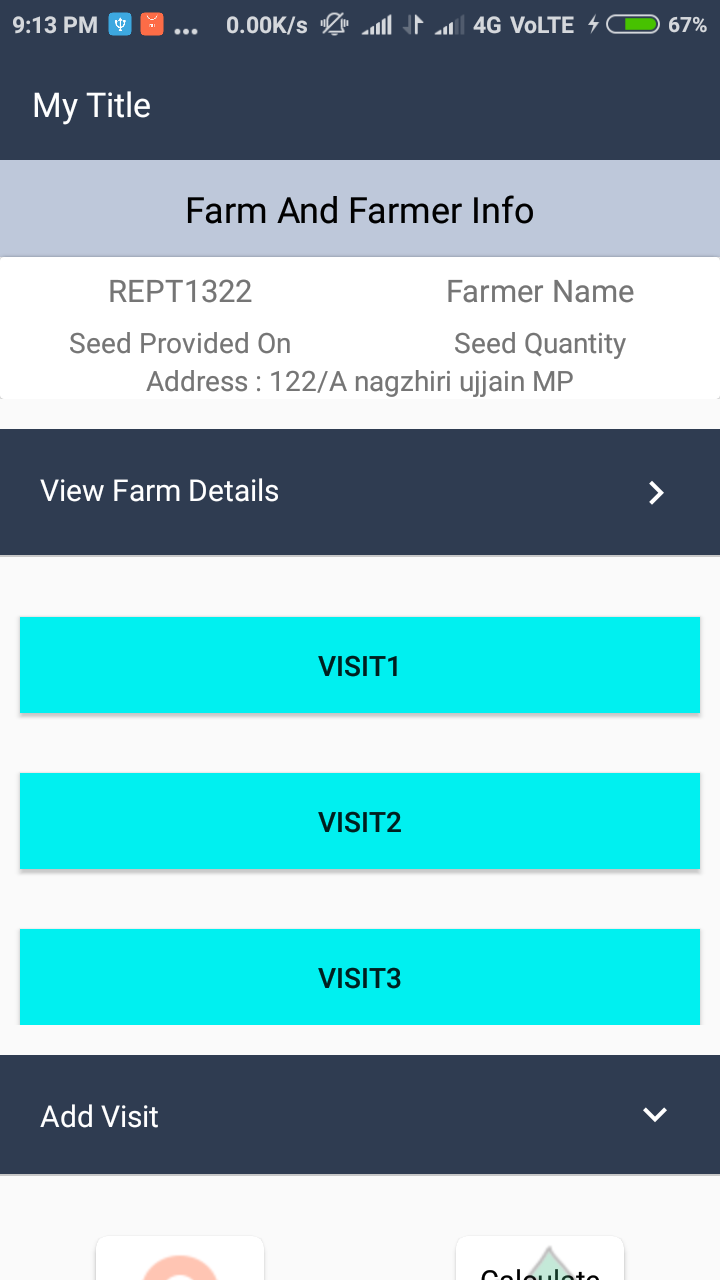 9:13 PM ... 0.00K/s 4G VoLTE 67%
My Title
Farm And Farmer Info
REPT1322 Farmer Name
Seed Provided On Seed Quantity
Address : 122/A nagzhiri ujjain MP
View Farm Details
VISIT1
VISIT2
VISIT3
Add Visit
Calculate